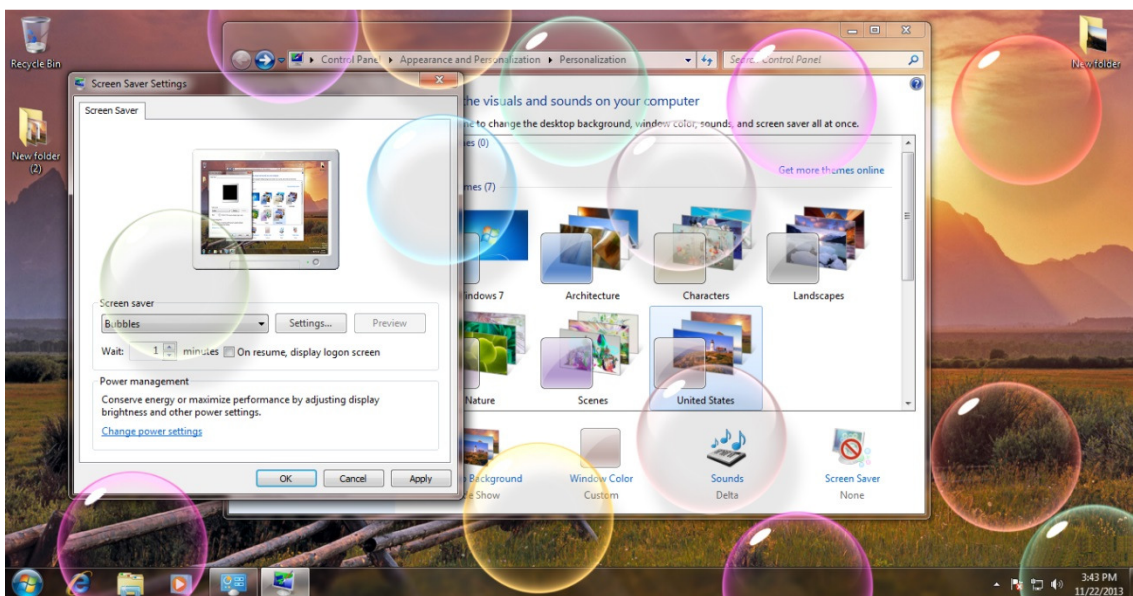 Recycle Bin
New folder
(2)
New folder
Control Panel ▸ Appearance and Personalization ▸ Personalization
Search Control Panel
the visuals and sounds on your computer
to change the desktop background, window color, sounds, and screen saver all at once.
(0)
Get more themes online
(7)
Windows 7
Architecture
Characters
Landscapes
Nature
Scenes
United States
Background
Show
Window Color
Custom
Sounds
Delta
Screen Saver
None
Screen Saver Settings
Screen Saver
Screen saver
Bubbles
Settings...
Preview
Wait: 1 minutes On resume, display logon screen
Power management
Conserve energy or maximize performance by adjusting display
brightness and other power settings.
Change power settings
OK
Cancel
Apply
3:43 PM
11/22/2013